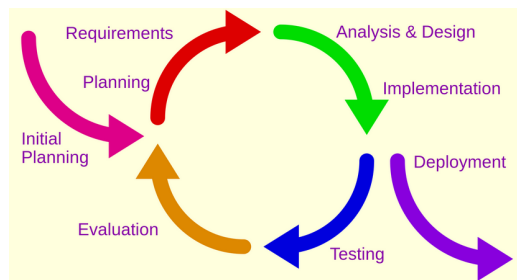 Requirements
Analysis & Design
Planning
Implementation
Initial
Planning
Deployment
Evaluation
Testing